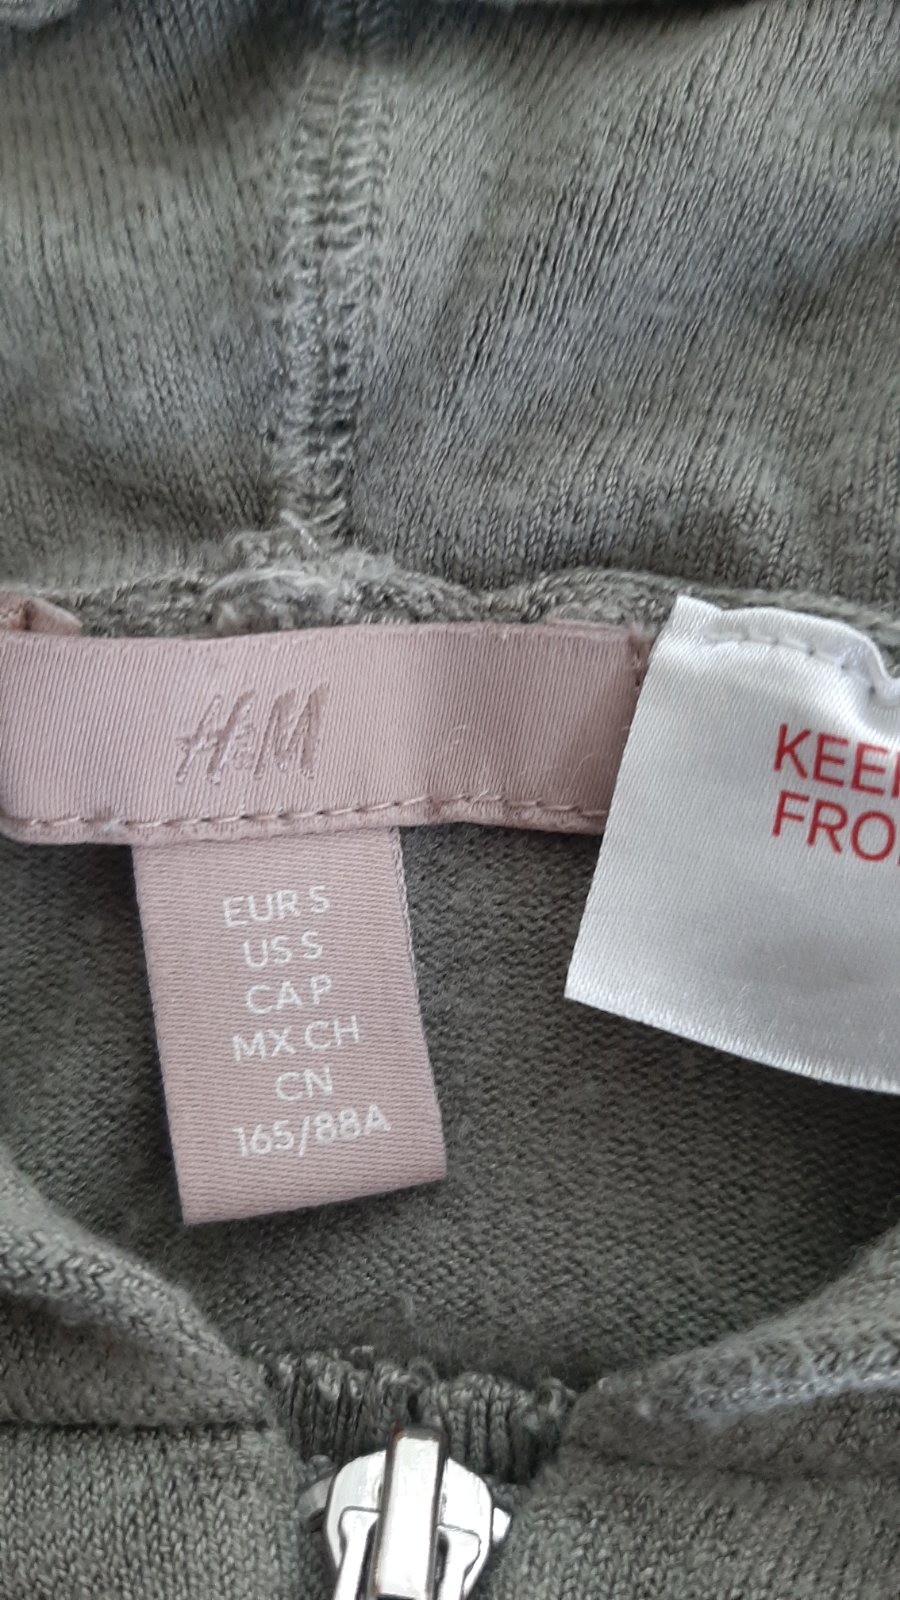 H&M
EUR S
US S
CA P
MX CH
CN
165/88A
KEE
FRO